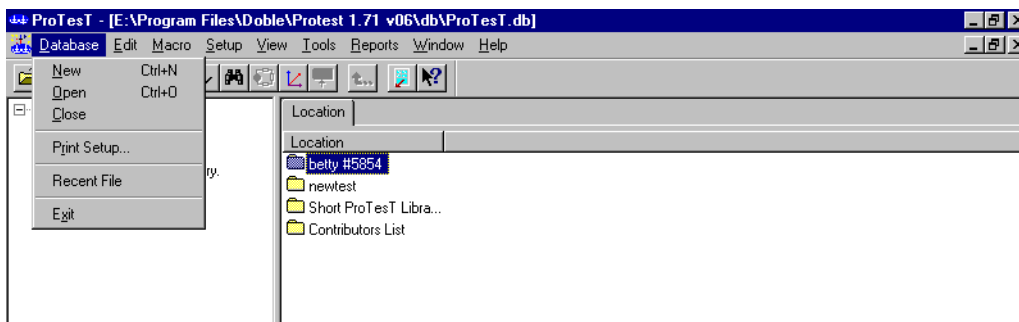 ProTesT - [E:\Program Files\Doble\Protest 1.71 v06\db\ProTesT.db]
Database Edit Macro Setup View Tools Reports Window Help
New Ctrl+N
Open Ctrl+O
Close
Print Setup...
Recent File
Exit
ry.
Location
Location
betty #5854
newtest
Short ProTesT Libra...
Contributors List